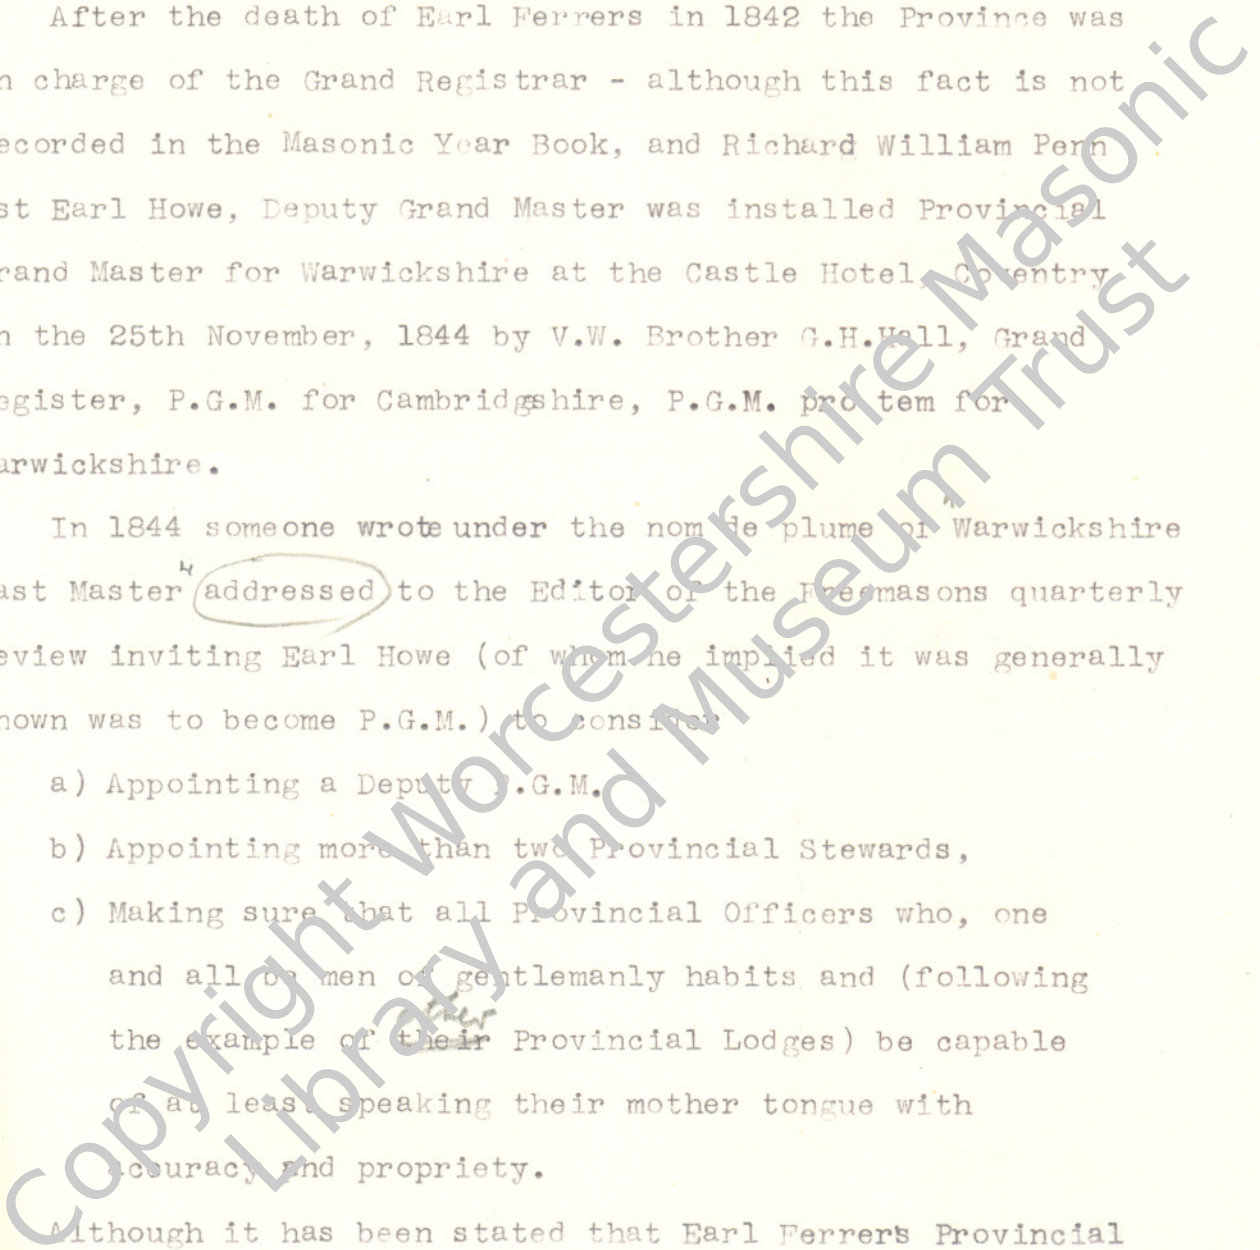 After the death of Earl Ferrers in 1842 the Province was
n charge of the Grand Registrar - although this fact is not
ecorded in the Masonic Year Book, and Richard William Penn
st Earl Howe, Deputy Grand Master was installed Provincial
rand Master for Warwickshire at the Castle Hotel, Coventry
n the 25th November, 1844 by V.W. Brother G.H.Hall, Grand
egister, P.G.M. for Cambridgshire, P.G.M. pro tem for
arwickshire.
In 1844 someone wrote under the nom de plume of "Warwickshire
ast Master" addressed to the Editor of the Freemasons quarterly
eview inviting Earl Howe (of whom he implied it was generally
nown was to become P.G.M.) to consider
a) Appointing a Deputy P.G.M.
b) Appointing more than two Provincial Stewards,
c) Making sure that all Provincial Officers who, one
and all be men of gentlemanly habits and (following
other
the example of their Provincial Lodges) be capable
of at least speaking their mother tongue with
accuracy and propriety.
Although it has been stated that Earl Ferrers Provincial
Copyright Worcestershire Masonic
Library and Museum Trust